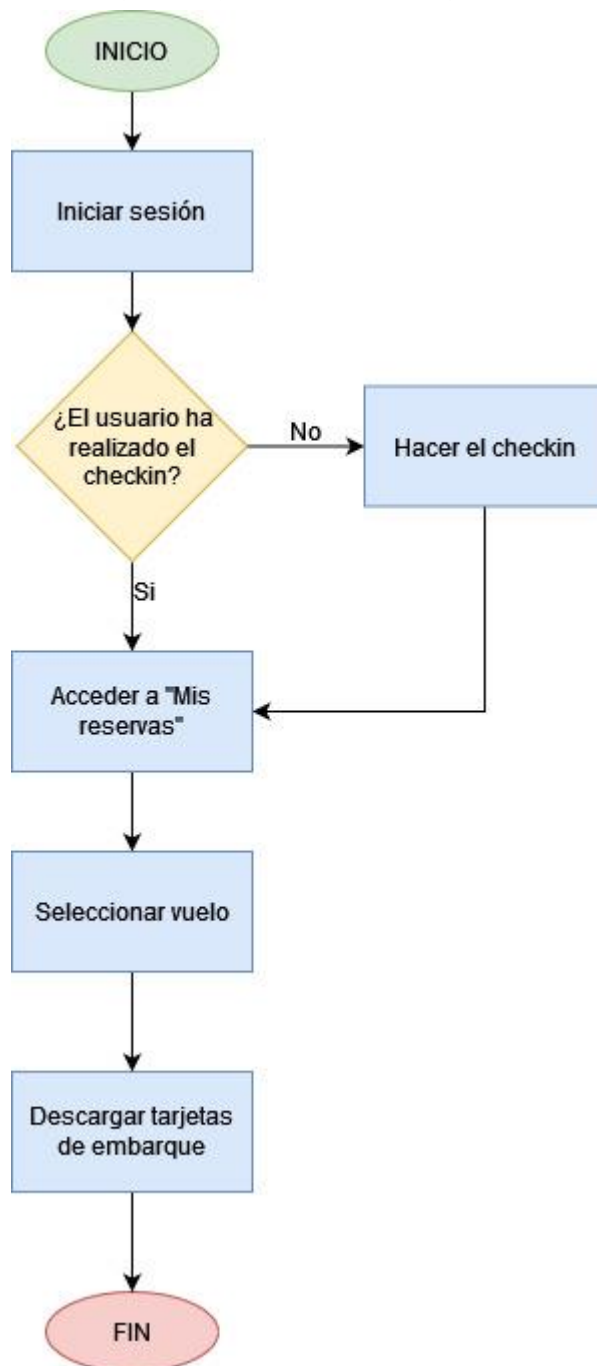 INICIO
Iniciar sesión
¿El usuario ha
realizado el
checkin?
No
Hacer el checkin
Si
Acceder a "Mis
reservas"
Seleccionar vuelo
Descargar tarjetas
de embarque
FIN